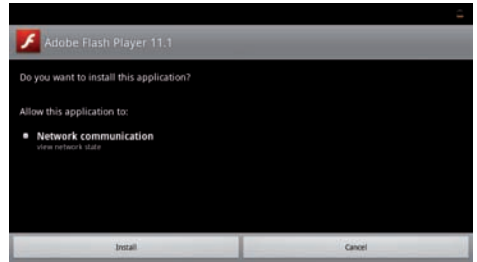 Adobe Flash Player 11.1
Do you want to install this application?
Allow this application to:
Network communication
view network state
Install
Cancel